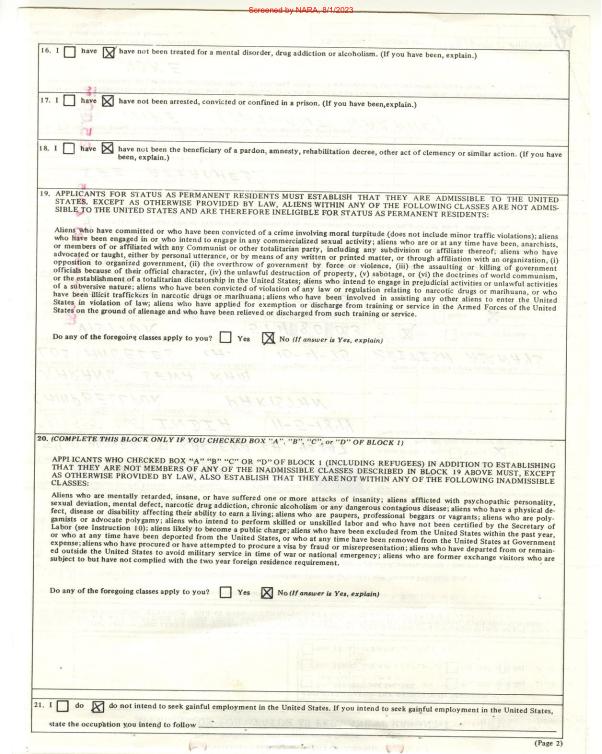 Screened by NARA, 8/1/2023
16. I ☐ have ☒ have not been treated for a mental disorder, drug addiction or alcoholism. (If you have been, explain.)
17. I ☐ have ☒ have not been arrested, convicted or confined in a prison. (If you have been,explain.)
18. I ☐ have ☒ have not been the beneficiary of a pardon, amnesty, rehabilitation decree, other act of clemency or similar action. (If you have
been, explain.)
19. APPLICANTS FOR STATUS AS PERMANENT RESIDENTS MUST ESTABLISH THAT THEY ARE ADMISSIBLE TO THE UNITED
STATES. EXCEPT AS OTHERWISE PROVIDED BY LAW, ALIENS WITHIN ANY OF THE FOLLOWING CLASSES ARE NOT ADMIS-
SIBLE TO THE UNITED STATES AND ARE THEREFORE INELIGIBLE FOR STATUS AS PERMANENT RESIDENTS:
Aliens who have committed or who have been convicted of a crime involving moral turpitude (does not include minor traffic violations); aliens
who have been engaged in or who intend to engage in any commercialized sexual activity; aliens who are or at any time have been, anarchists,
or members of or affiliated with any Communist or other totalitarian party, including any subdivision or affiliate thereof; aliens who have
advocated or taught, either by personal utterance, or by means of any written or printed matter, or through affiliation with an organization, (i)
opposition to organized government, (ii) the overthrow of government by force or violence, (iii) the assaulting or killing of government
officials because of their official character, (iv) the unlawful destruction of property, (v) sabotage, or (vi) the doctrines of world communism,
or the establishment of a totalitarian dictatorship in the United States; aliens who intend to engage in prejudicial activities or unlawful activities
of a subversive nature; aliens who have been convicted of violation of any law or regulation relating to narcotic drugs or marihuana, or who
have been illicit traffickers in narcotic drugs or marihuana; aliens who have been involved in assisting any other aliens to enter the United
States in violation of law; aliens who have applied for exemption or discharge from training or service in the Armed Forces of the United
States on the ground of alienage and who have been relieved or discharged from such training or service.
Do any of the foregoing classes apply to you? ☐ Yes ☒ No (If answer is Yes, explain)
20. (COMPLETE THIS BLOCK ONLY IF YOU CHECKED BOX "A", "B", "C", or "D" OF BLOCK 1)
APPLICANTS WHO CHECKED BOX "A" "B" "C" OR "D" OF BLOCK 1 (INCLUDING REFUGEES) IN ADDITION TO ESTABLISHING
THAT THEY ARE NOT MEMBERS OF ANY OF THE INADMISSIBLE CLASSES DESCRIBED IN BLOCK 19 ABOVE MUST, EXCEPT
AS OTHERWISE PROVIDED BY LAW, ALSO ESTABLISH THAT THEY ARE NOT WITHIN ANY OF THE FOLLOWING INADMISSIBLE
CLASSES:
Aliens who are mentally retarded, insane, or have suffered one or more attacks of insanity; aliens afflicted with psychopathic personality,
sexual deviation, mental defect, narcotic drug addiction, chronic alcoholism or any dangerous contagious disease; aliens who have a physical de-
fect, disease or disability affecting their ability to earn a living; aliens who are paupers, professional beggars or vagrants; aliens who are poly-
gamists or advocate polygamy; aliens who intend to perform skilled or unskilled labor and who have not been certified by the Secretary of
Labor (see Instruction 10); aliens likely to become a public charge; aliens who have been excluded from the United States within the past year,
or who at any time have been deported from the United States, or who at any time have been removed from the United States at Government
expense; aliens who have procured or have attempted to procure a visa by fraud or misrepresentation; aliens who have departed from or remain-
ed outside the United States to avoid military service in time of war or national emergency; aliens who are former exchange visitors who are
subject to but have not complied with the two year foreign residence requirement.
Do any of the foregoing classes apply to you? ☐ Yes ☒ No (If answer is Yes, explain)
21. I ☐ do ☒ do not intend to seek gainful employment in the United States. If you intend to seek gainful employment in the United States,
state the occupation you intend to follow
(Page 2)